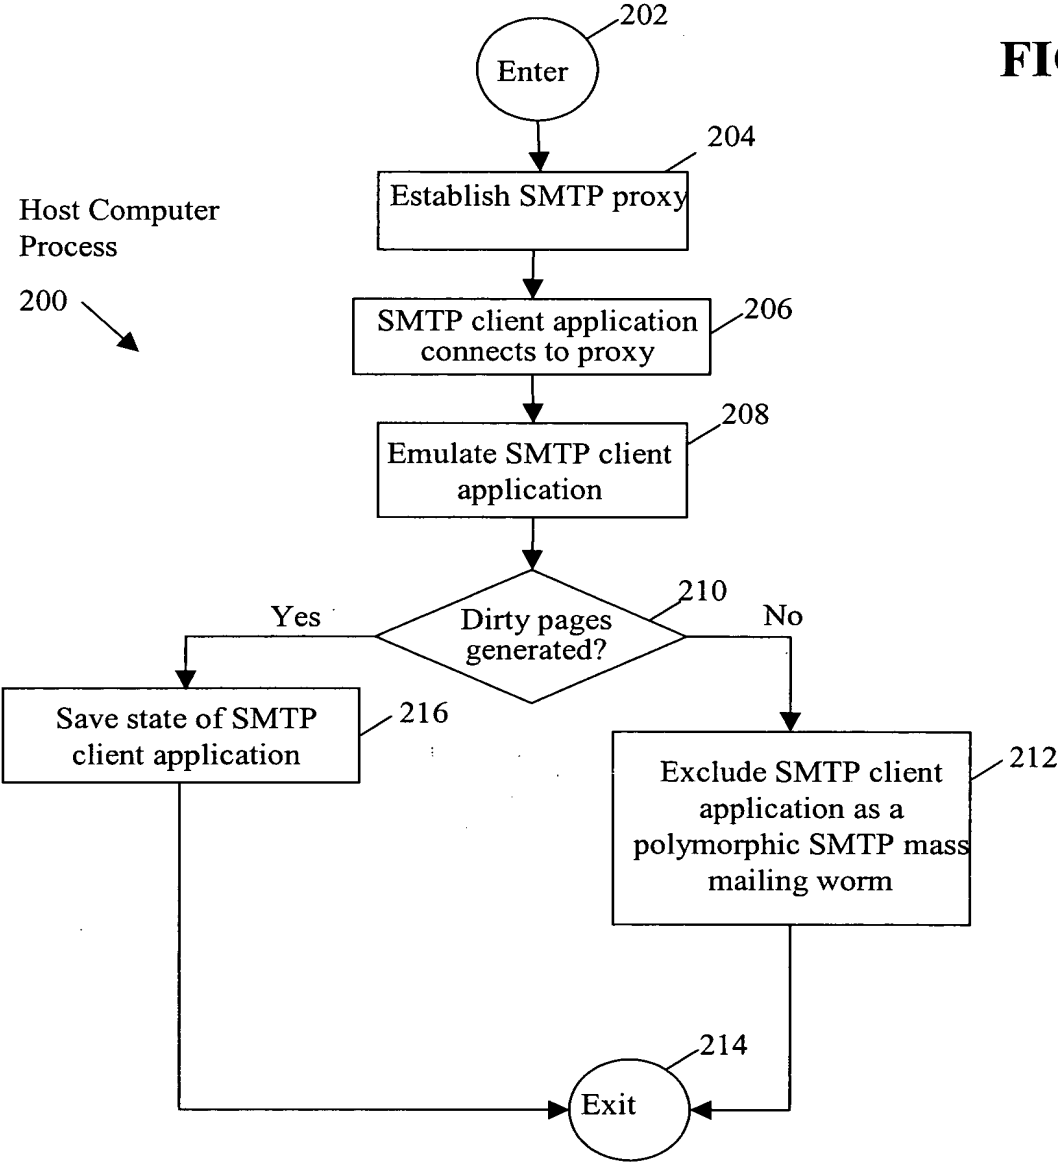 202
Enter
FIG
204
Establish SMTP proxy
Host Computer
Process
200
206
SMTP client application
connects to proxy
208
Emulate SMTP client
application
210
Yes
No
Dirty pages
generated?
Save state of SMTP
client application
216
212
Exclude SMTP client
application as a
polymorphic SMTP mass
mailing worm
214
Exit